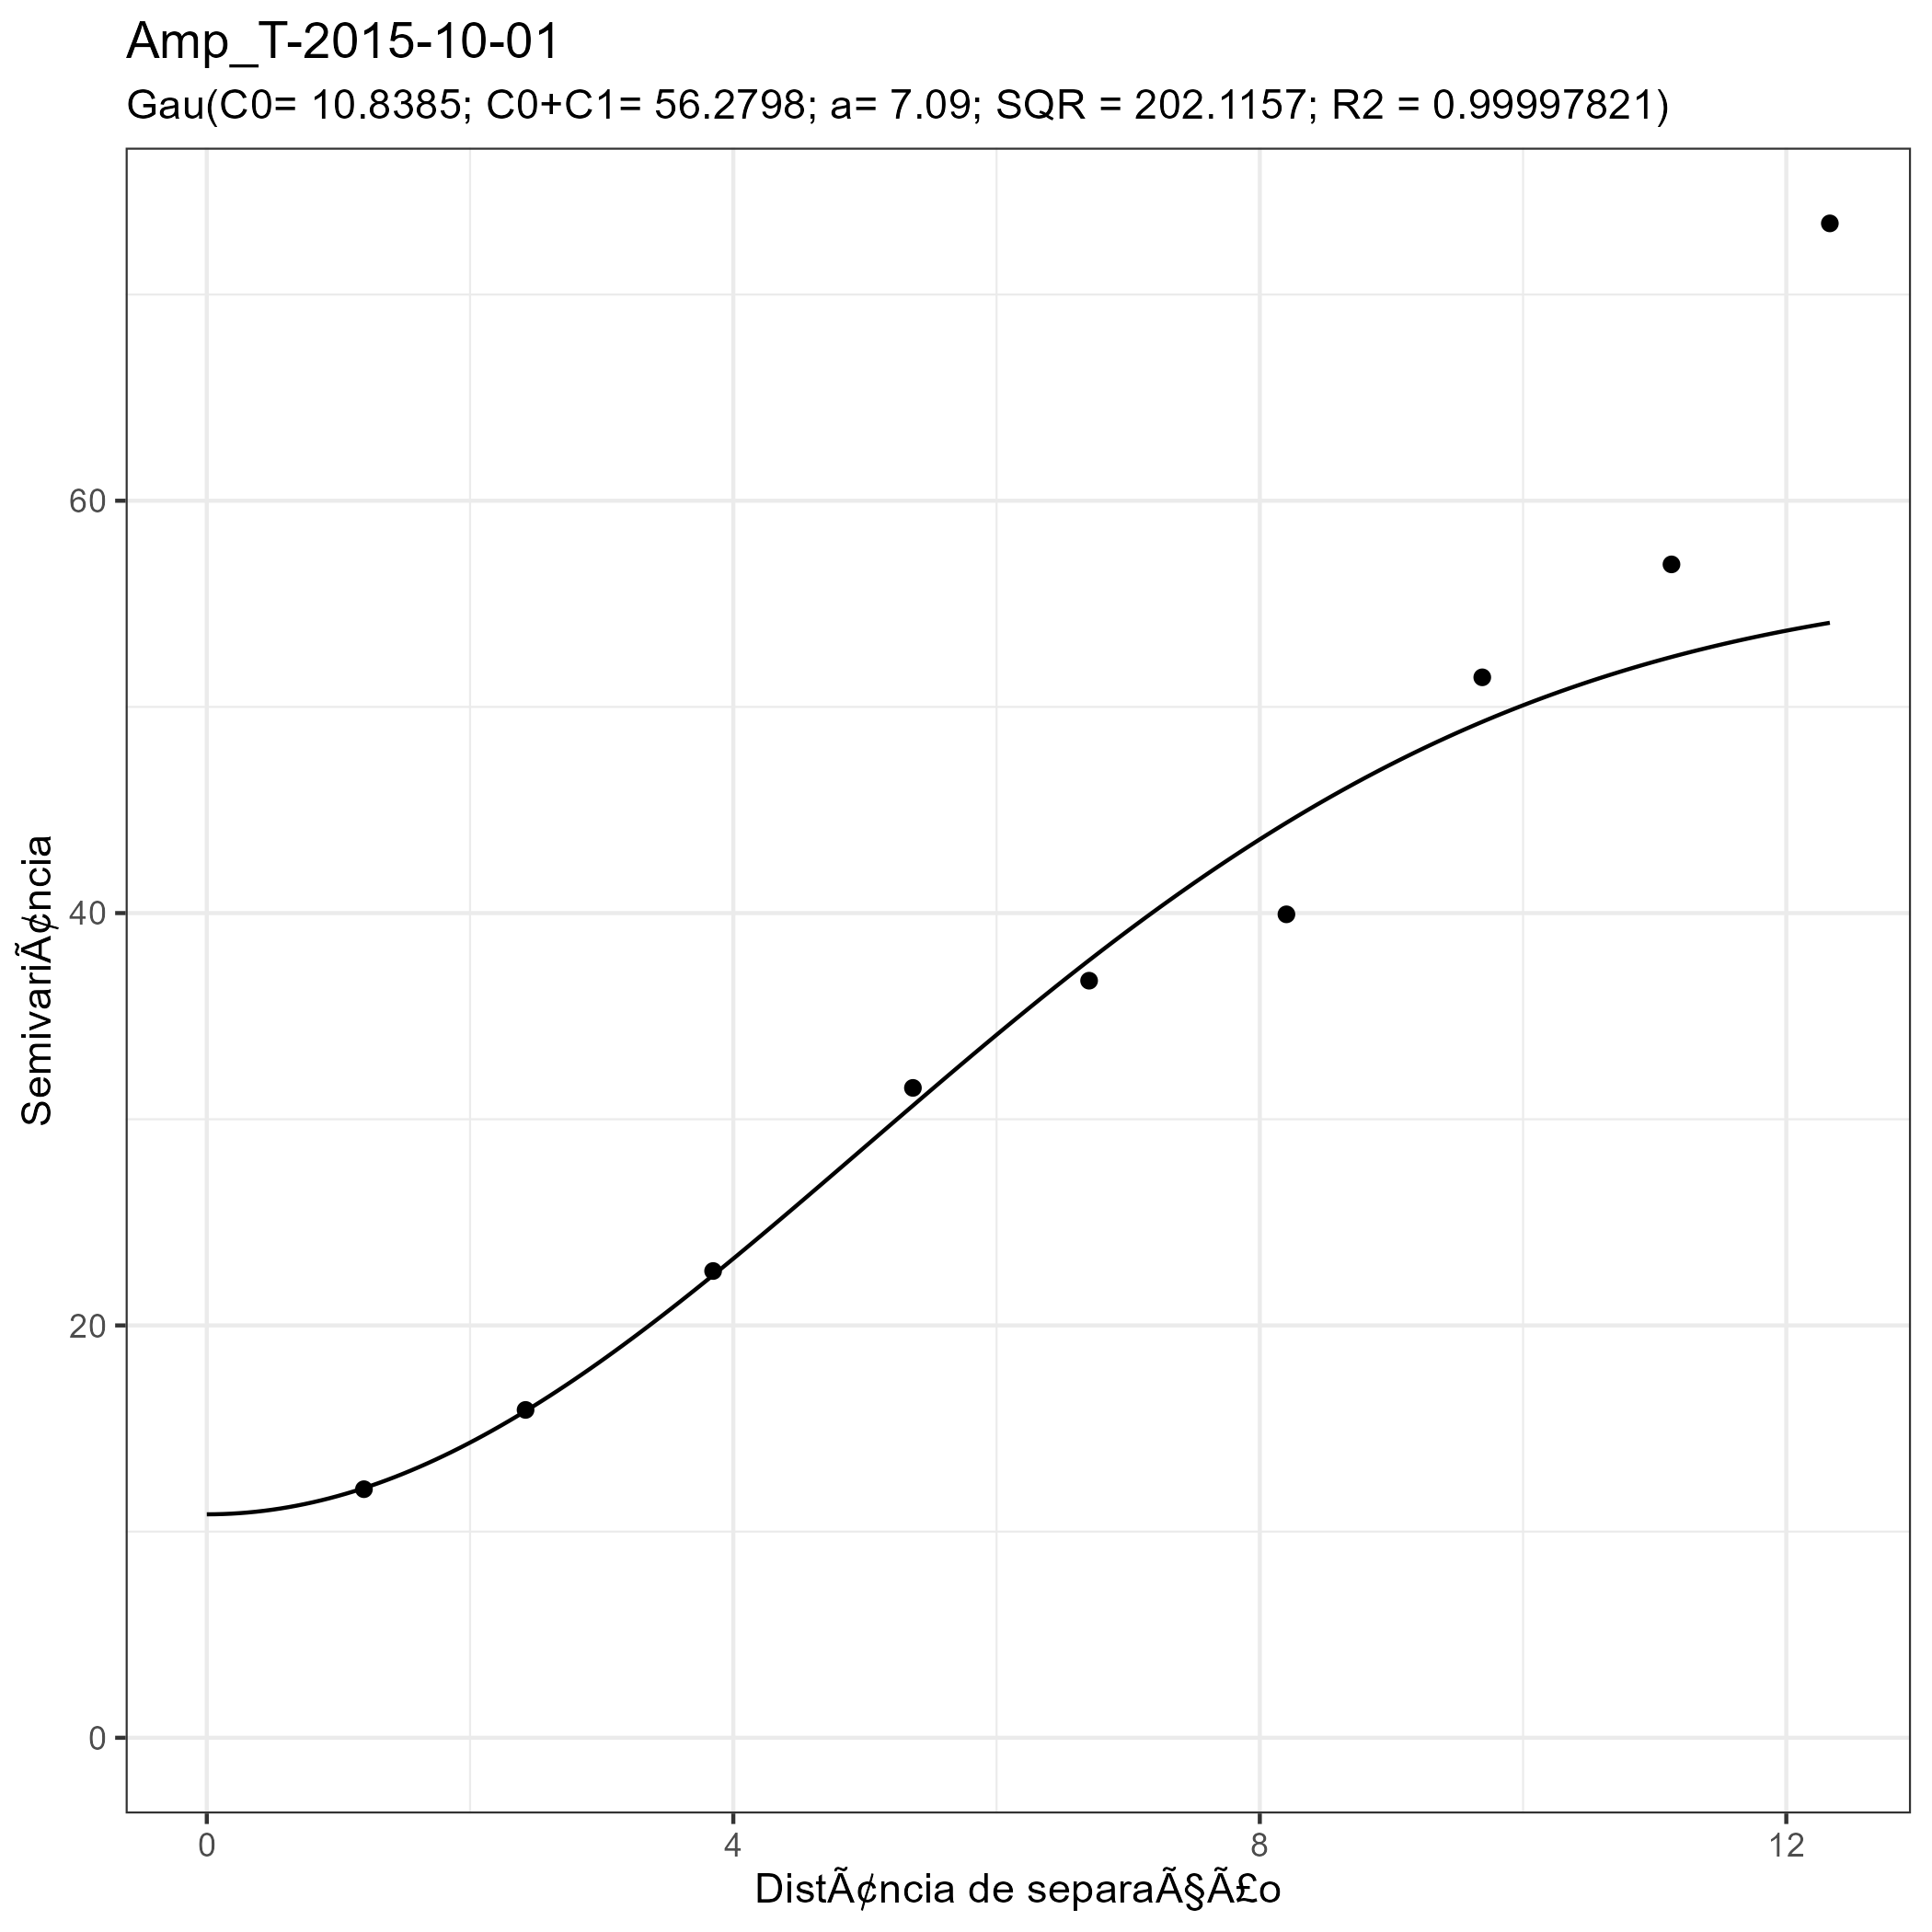 Amp_T-2015-10-01
Gau(C0= 10.8385; C0+C1= 56.2798; a= 7.09; SQR = 202.1157; R2 = 0.99997821)
60
40
20
0
SemivariÃ¢ncia
0 4 8 12
DistÃ¢ncia de separaÃ§Ã£o